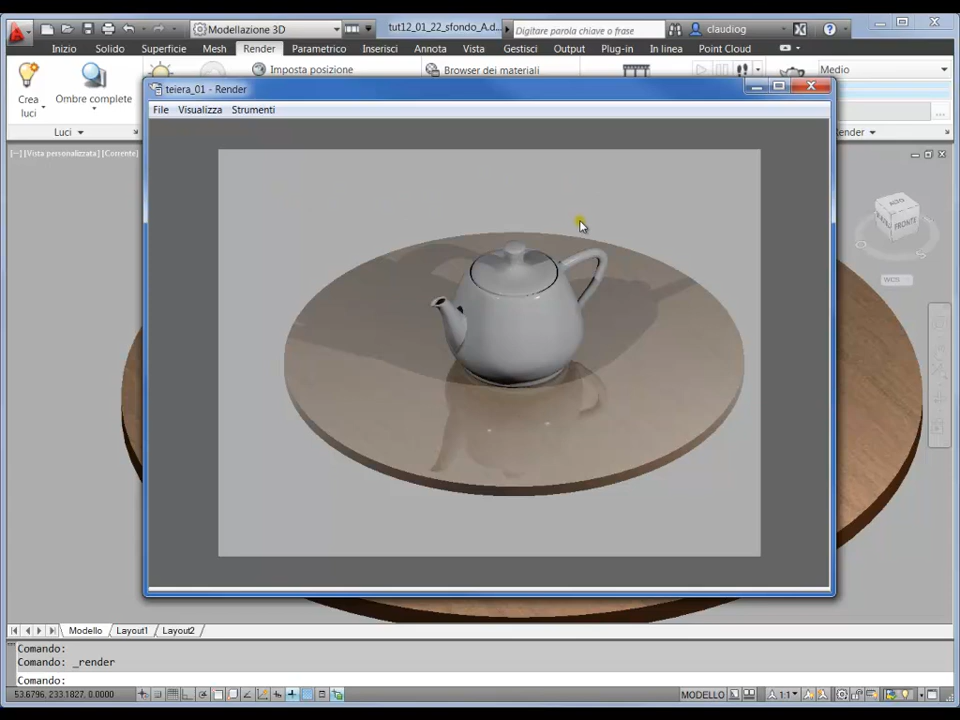 Modellazione 3D
tut12_01_22_sfondo_A.d...
Digitare parola chiave o frase
claudiog
Inizio Solido Superficie Mesh Render Parametrico Inserisci Annota Vista Gestisci Output Plug-in In linea Point Cloud
Imposta posizione
Browser dei materiali
Medio
Crea
luci
Ombre complete
Luci
Render
teiera_01 - Render
File Visualizza Strumenti
[−] [Vista personalizzata] [Corrente]
FRONTE
WCS
Modello Layout1 Layout2
Comando:
Comando: _render
Comando:
53.6796, 233.1827, 0.0000
MODELLO
1:1